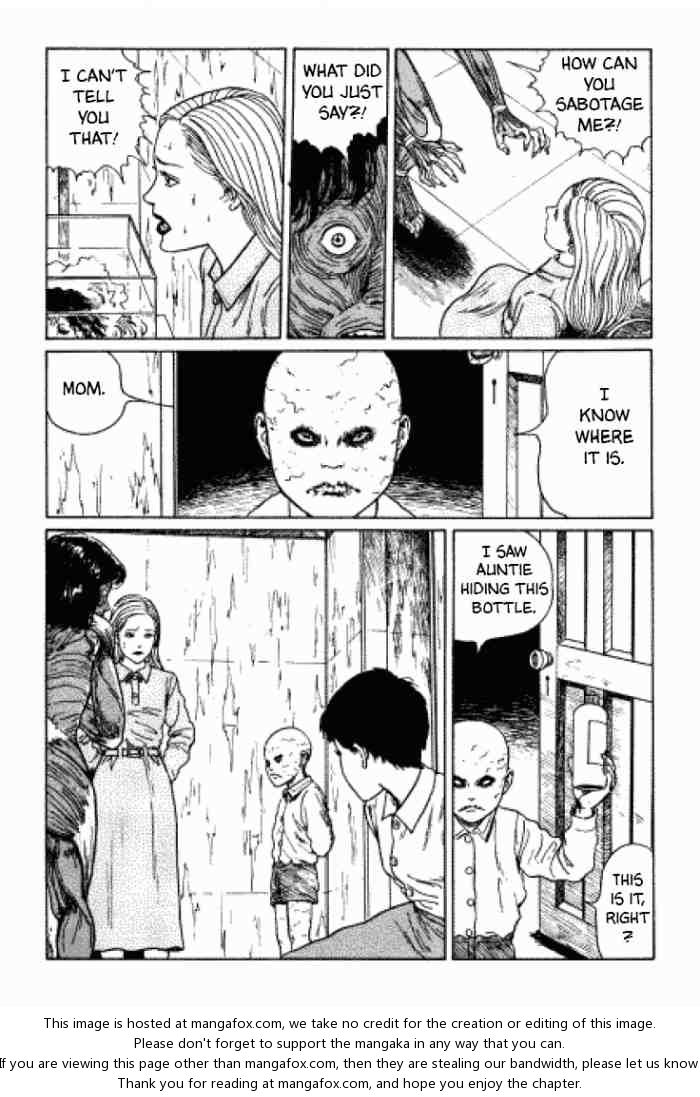 I CAN'T
TELL
YOU
THAT!
WHAT DID
YOU JUST
SAY?!
HOW CAN
YOU
SABOTAGE
ME?!
MOM.
I
KNOW
WHERE
IT IS.
I SAW
AUNTIE
HIDING THIS
BOTTLE.
THIS
IS IT,
RIGHT
?
This image is hosted at mangafox.com, we take no credit for the creation or editing of this image.
Please don't forget to support the mangaka in any way that you can.
If you are viewing this page other than mangafox.com, then they are stealing our bandwidth, please let us know
Thank you for reading at mangafox.com, and hope you enjoy the chapter.